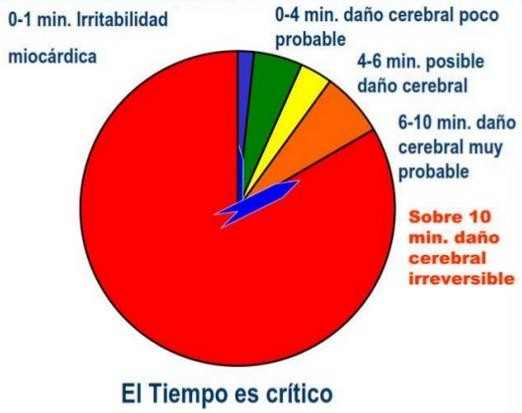 0-1 min. Irritabilidad
miocárdica
0-4 min. daño cerebral poco
probable
4-6 min. posible
daño cerebral
6-10 min. daño
cerebral muy
probable
Sobre 10
min. daño
cerebral
irreversible
El Tiempo es crítico